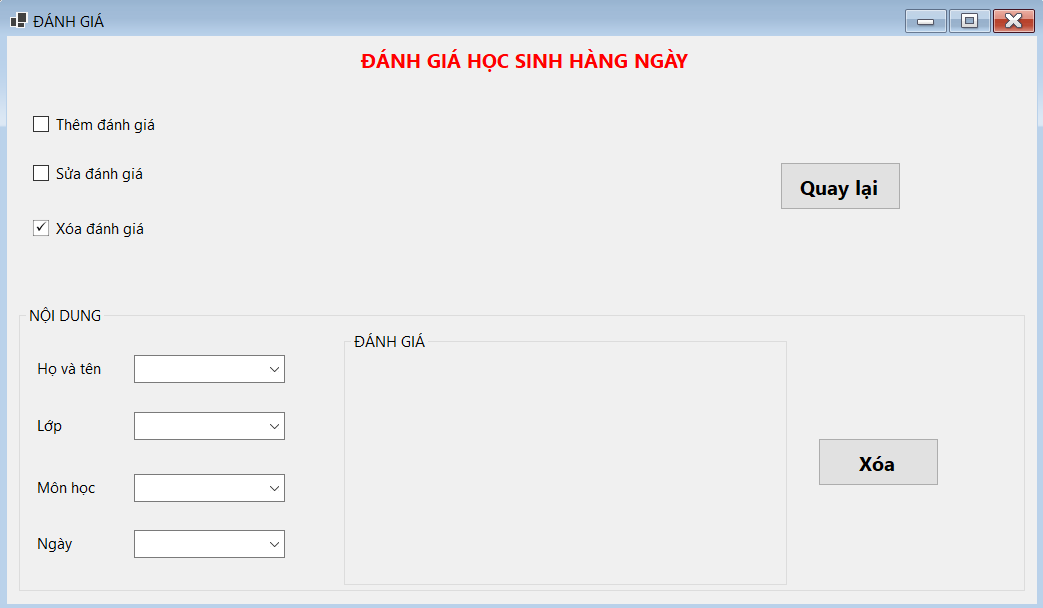 ĐÁNH GIÁ
ĐÁNH GIÁ HỌC SINH HÀNG NGÀY
Thêm đánh giá
Sửa đánh giá
Quay lại
Xóa đánh giá
NỘI DUNG
ĐÁNH GIÁ
Họ và tên
Lớp
Xóa
Môn học
Ngày